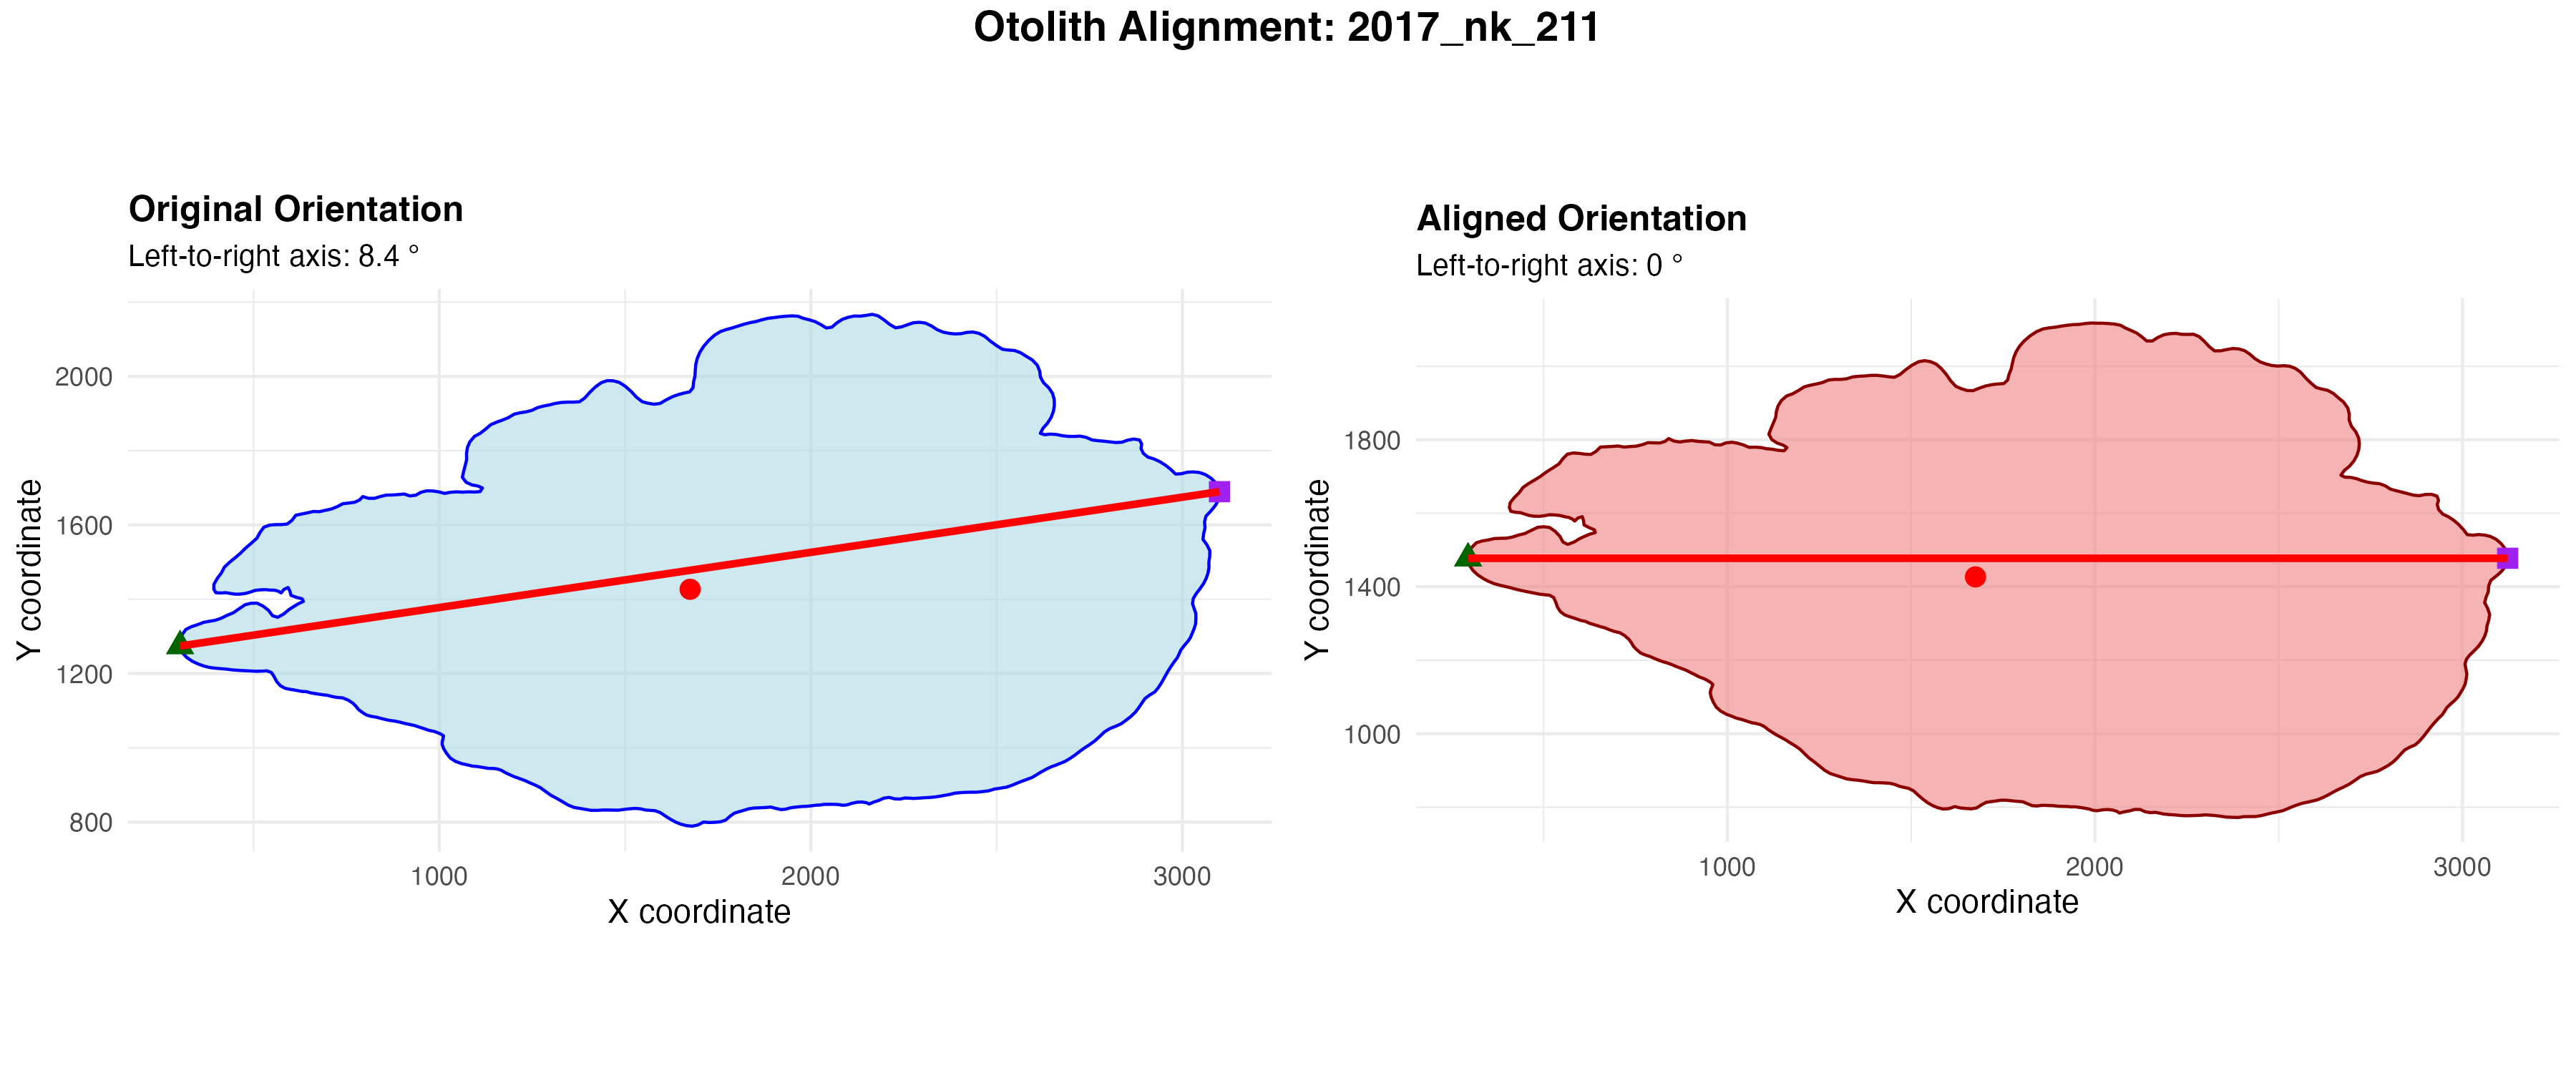 Otolith Alignment: 2017_nk_211
Original Orientation
Left-to-right axis: 8.4 °
Y coordinate
2000
1600
1200
800
1000
2000
3000
X coordinate
Aligned Orientation
Left-to-right axis: 0 °
Y coordinate
1800
1400
1000
1000
2000
3000
X coordinate